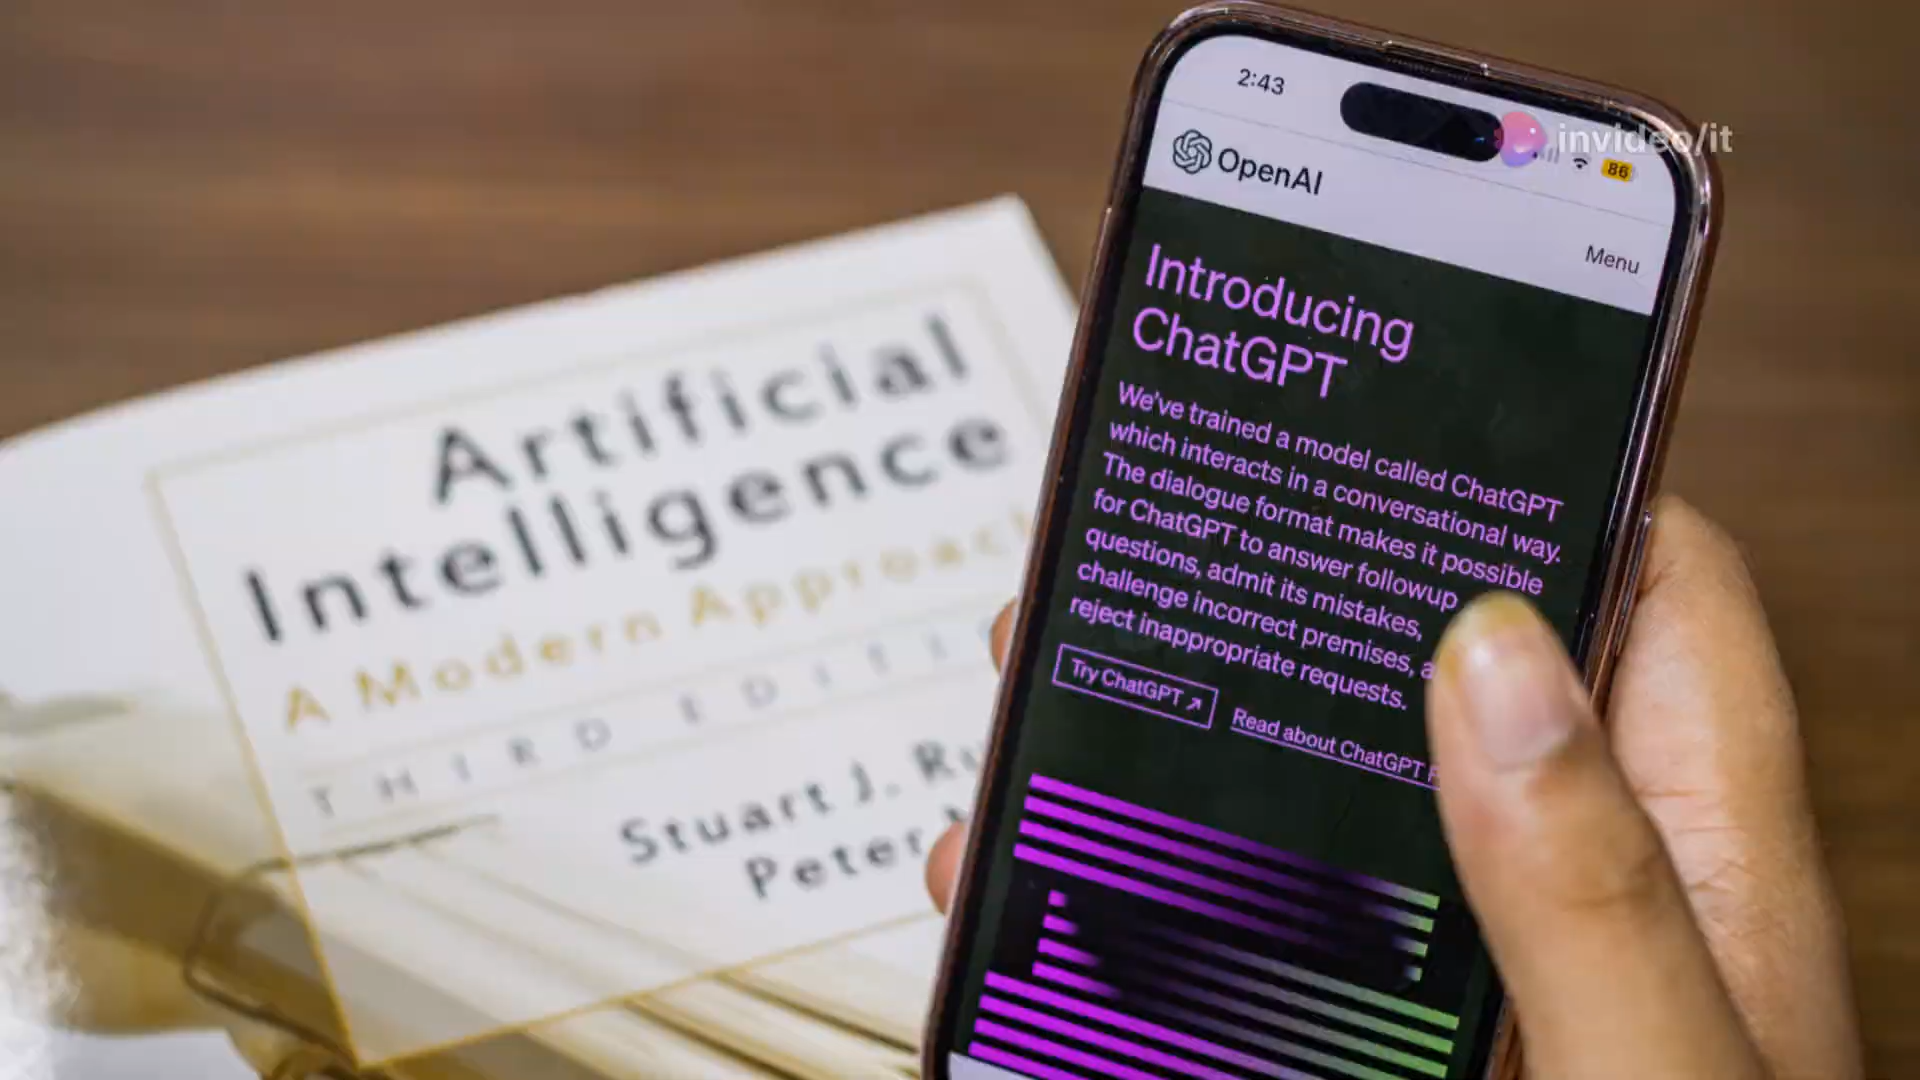 Artificial
Intelligence
A Modern Approach
THIRD
Stuart J.
Peter
2:43
invideo/it
86
OpenAI
Menu
Introducing
ChatGPT
We've trained a model called ChatGPT
which interacts in a conversational way.
The dialogue format makes it possible
for ChatGPT to answer followup
questions, admit its mistakes,
challenge incorrect premises, a
reject inappropriate requests.
Try ChatGPT ↗
Read about ChatGPT